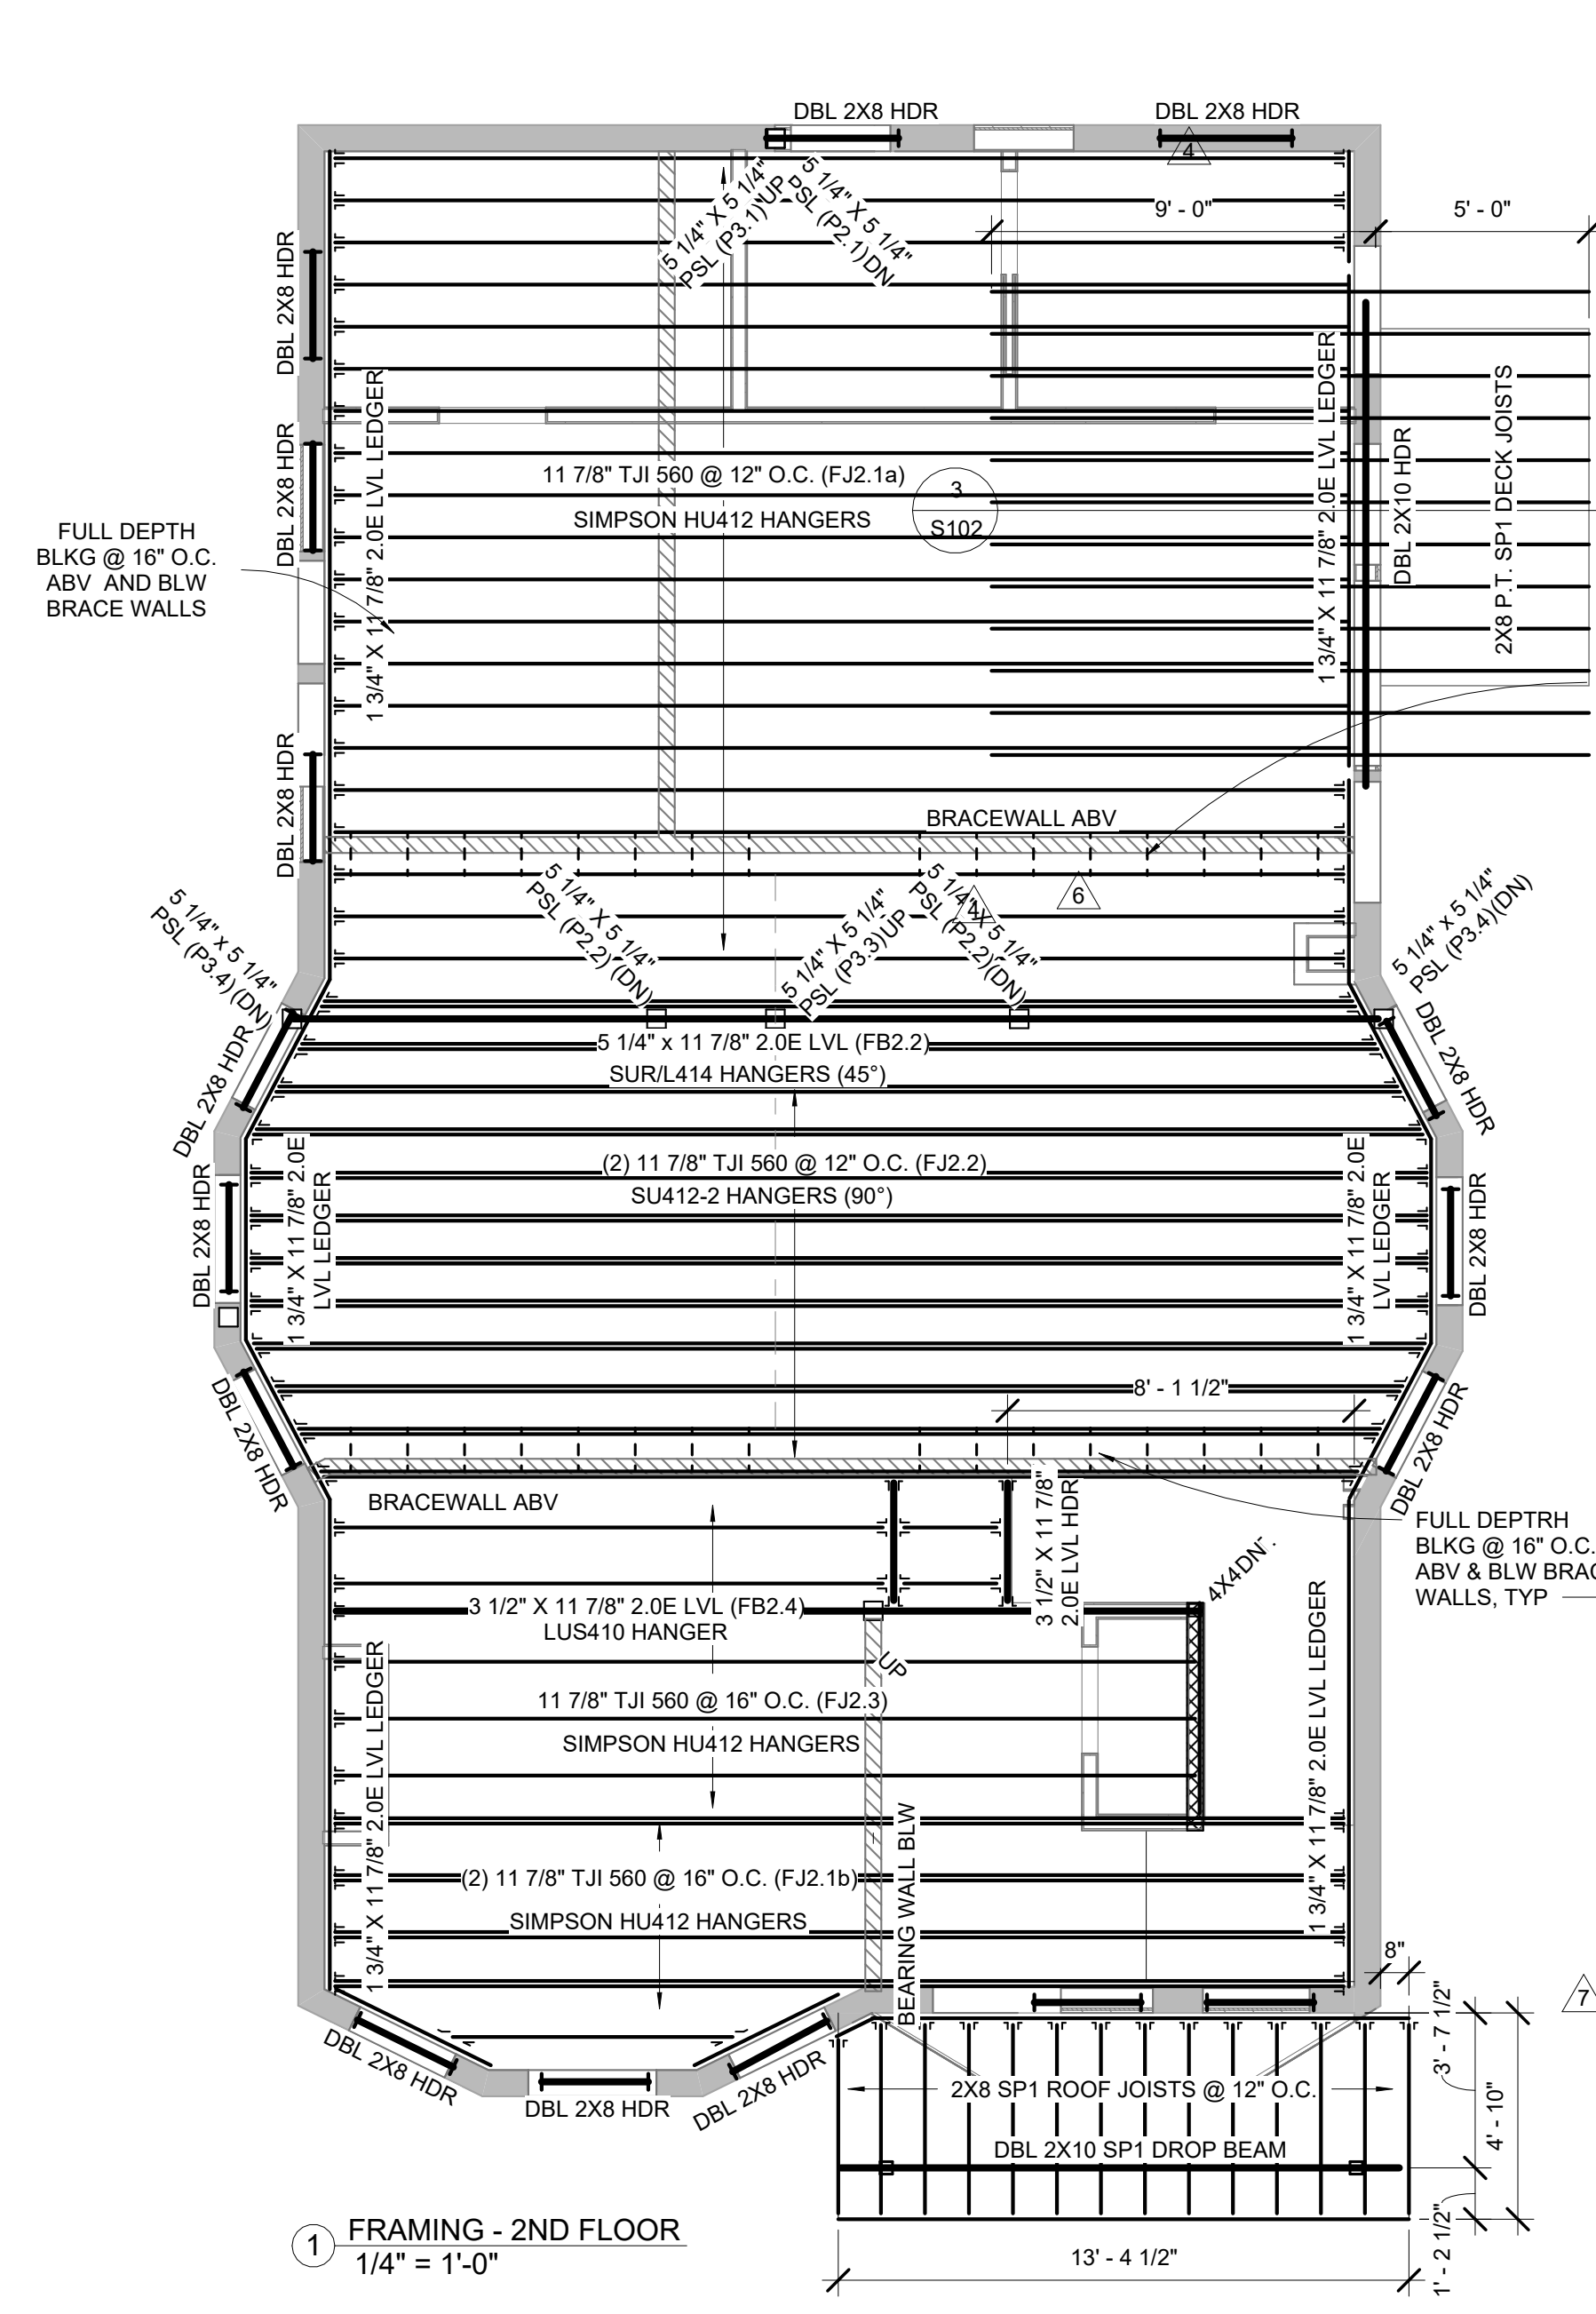 DBL 2X8 HDR
DBL 2X8 HDR
4
9' - 0"
5' - 0"
5 1/4" X 5 1/4"
PSL (P3.1) UP
5 1/4" X 5 1/4"
PSL (P2.1) DN
DBL 2X8 HDR
DBL 2X8 HDR
DBL 2X8 HDR
1 3/4" X 11 7/8" 2.0E LVL LEDGER
11 7/8" TJI 560 @ 12" O.C. (FJ2.1a)
SIMPSON HU412 HANGERS
3
S102
1 3/4" X 11 7/8" 2.0E LVL LEDGER
DBL 2X10 HDR
2X8 P.T. SP1 DECK JOISTS
FULL DEPTH
BLKG @ 16" O.C.
ABV AND BLW
BRACE WALLS
BRACEWALL ABV
5 1/4" x 5 1/4"
PSL (P3.4) (DN)
5 1/4" X 5 1/4"
PSL (P2.2) (DN)
5 1/4" X 5 1/4"
PSL (P3.3) UP
5 1/4" X 5 1/4"
PSL (P2.2) (DN)
4
6
5 1/4" x 5 1/4"
PSL (P3.4) (DN)
5 1/4" x 11 7/8" 2.0E LVL (FB2.2)
SUR/L414 HANGERS (45°)
DBL 2X8 HDR
DBL 2X8 HDR
(2) 11 7/8" TJI 560 @ 12" O.C. (FJ2.2)
SU412-2 HANGERS (90°)
DBL 2X8 HDR
1 3/4" X 11 7/8" 2.0E
LVL LEDGER
1 3/4" X 11 7/8" 2.0E
LVL LEDGER
DBL 2X8 HDR
8' - 1 1/2"
DBL 2X8 HDR
DBL 2X8 HDR
BRACEWALL ABV
3 1/2" X 11 7/8"
2.0E LVL HDR
4X4DN
FULL DEPTRH
BLKG @ 16" O.C.
ABV & BLW BRAC
WALLS, TYP
3 1/2" X 11 7/8" 2.0E LVL (FB2.4)
LUS410 HANGER
UP
11 7/8" TJI 560 @ 16" O.C. (FJ2.3)
SIMPSON HU412 HANGERS
1 3/4" X 11 7/8" 2.0E LVL LEDGER
1 3/4" X 11 7/8" 2.0E LVL LEDGER
(2) 11 7/8" TJI 560 @ 16" O.C. (FJ2.1b)
SIMPSON HU412 HANGERS
BEARING WALL BLW
8"
7
3' - 7 1/2"
4' - 10"
1' - 2 1/2"
DBL 2X8 HDR
DBL 2X8 HDR
DBL 2X8 HDR
2X8 SP1 ROOF JOISTS @ 12" O.C.
DBL 2X10 SP1 DROP BEAM
13' - 4 1/2"
1
FRAMING - 2ND FLOOR
1/4" = 1'-0"